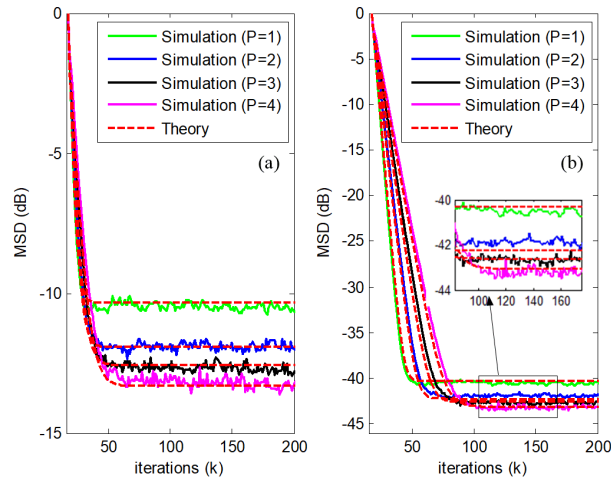 0
-5
-10
-15
MSD (dB)
50
100
150
200
iterations (k)
Simulation (P=1)
Simulation (P=2)
Simulation (P=3)
Simulation (P=4)
Theory
(a)
0
-5
-10
-15
-20
-25
-30
-35
-40
-45
MSD (dB)
50
100
150
200
iterations (k)
Simulation (P=1)
Simulation (P=2)
Simulation (P=3)
Simulation (P=4)
Theory
(b)
-40
-42
-44
100
120
140
160